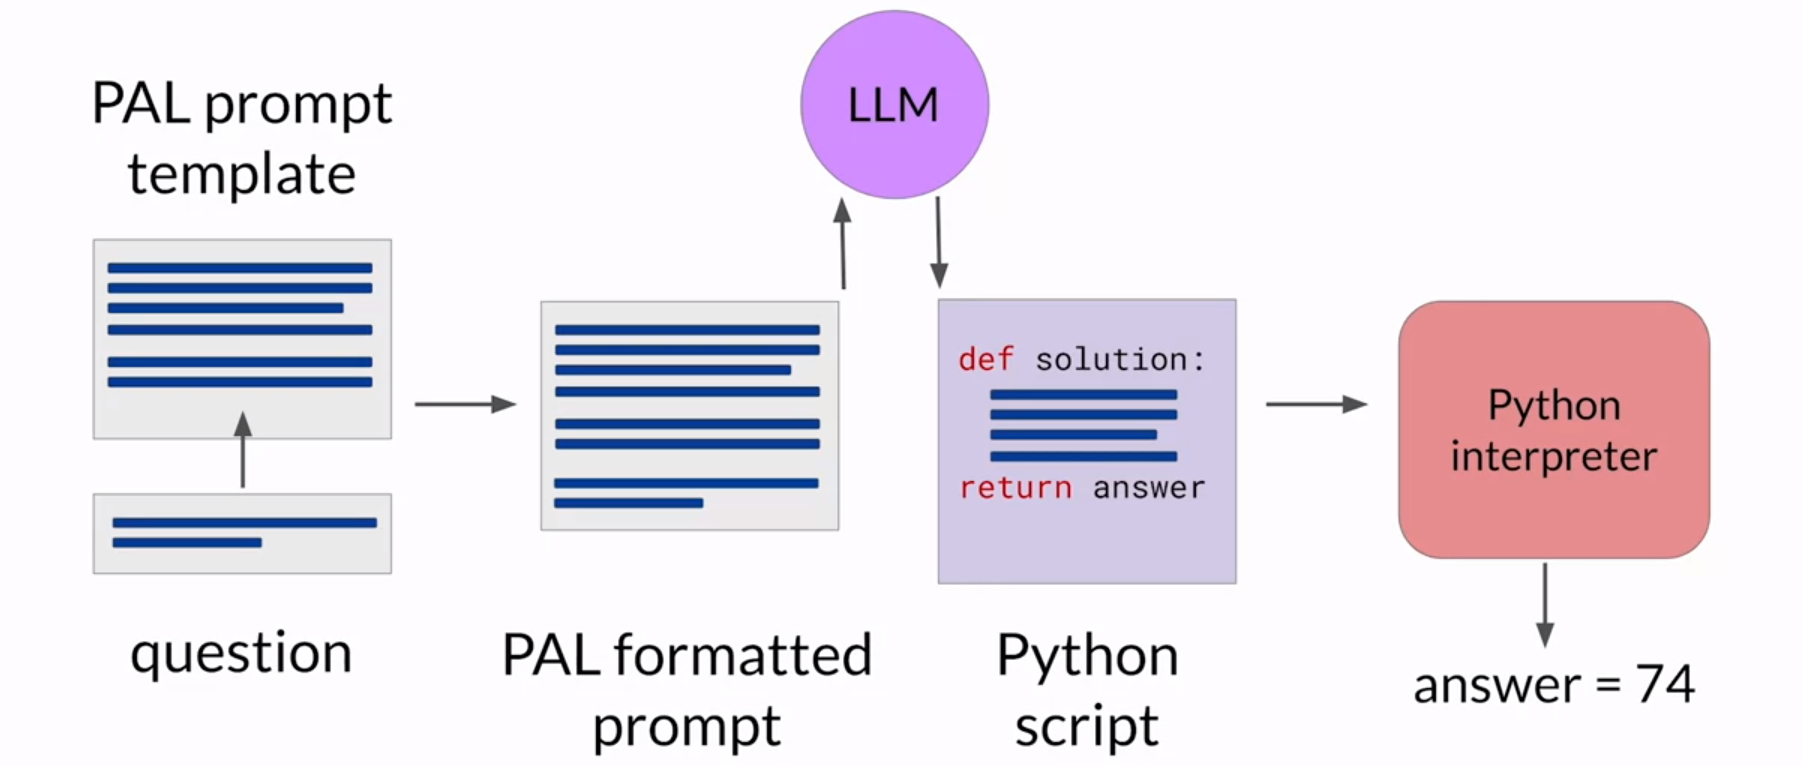 PAL prompt
template
question
PAL formatted
prompt
LLM
def solution:
return answer
Python
script
Python
interpreter
answer = 74